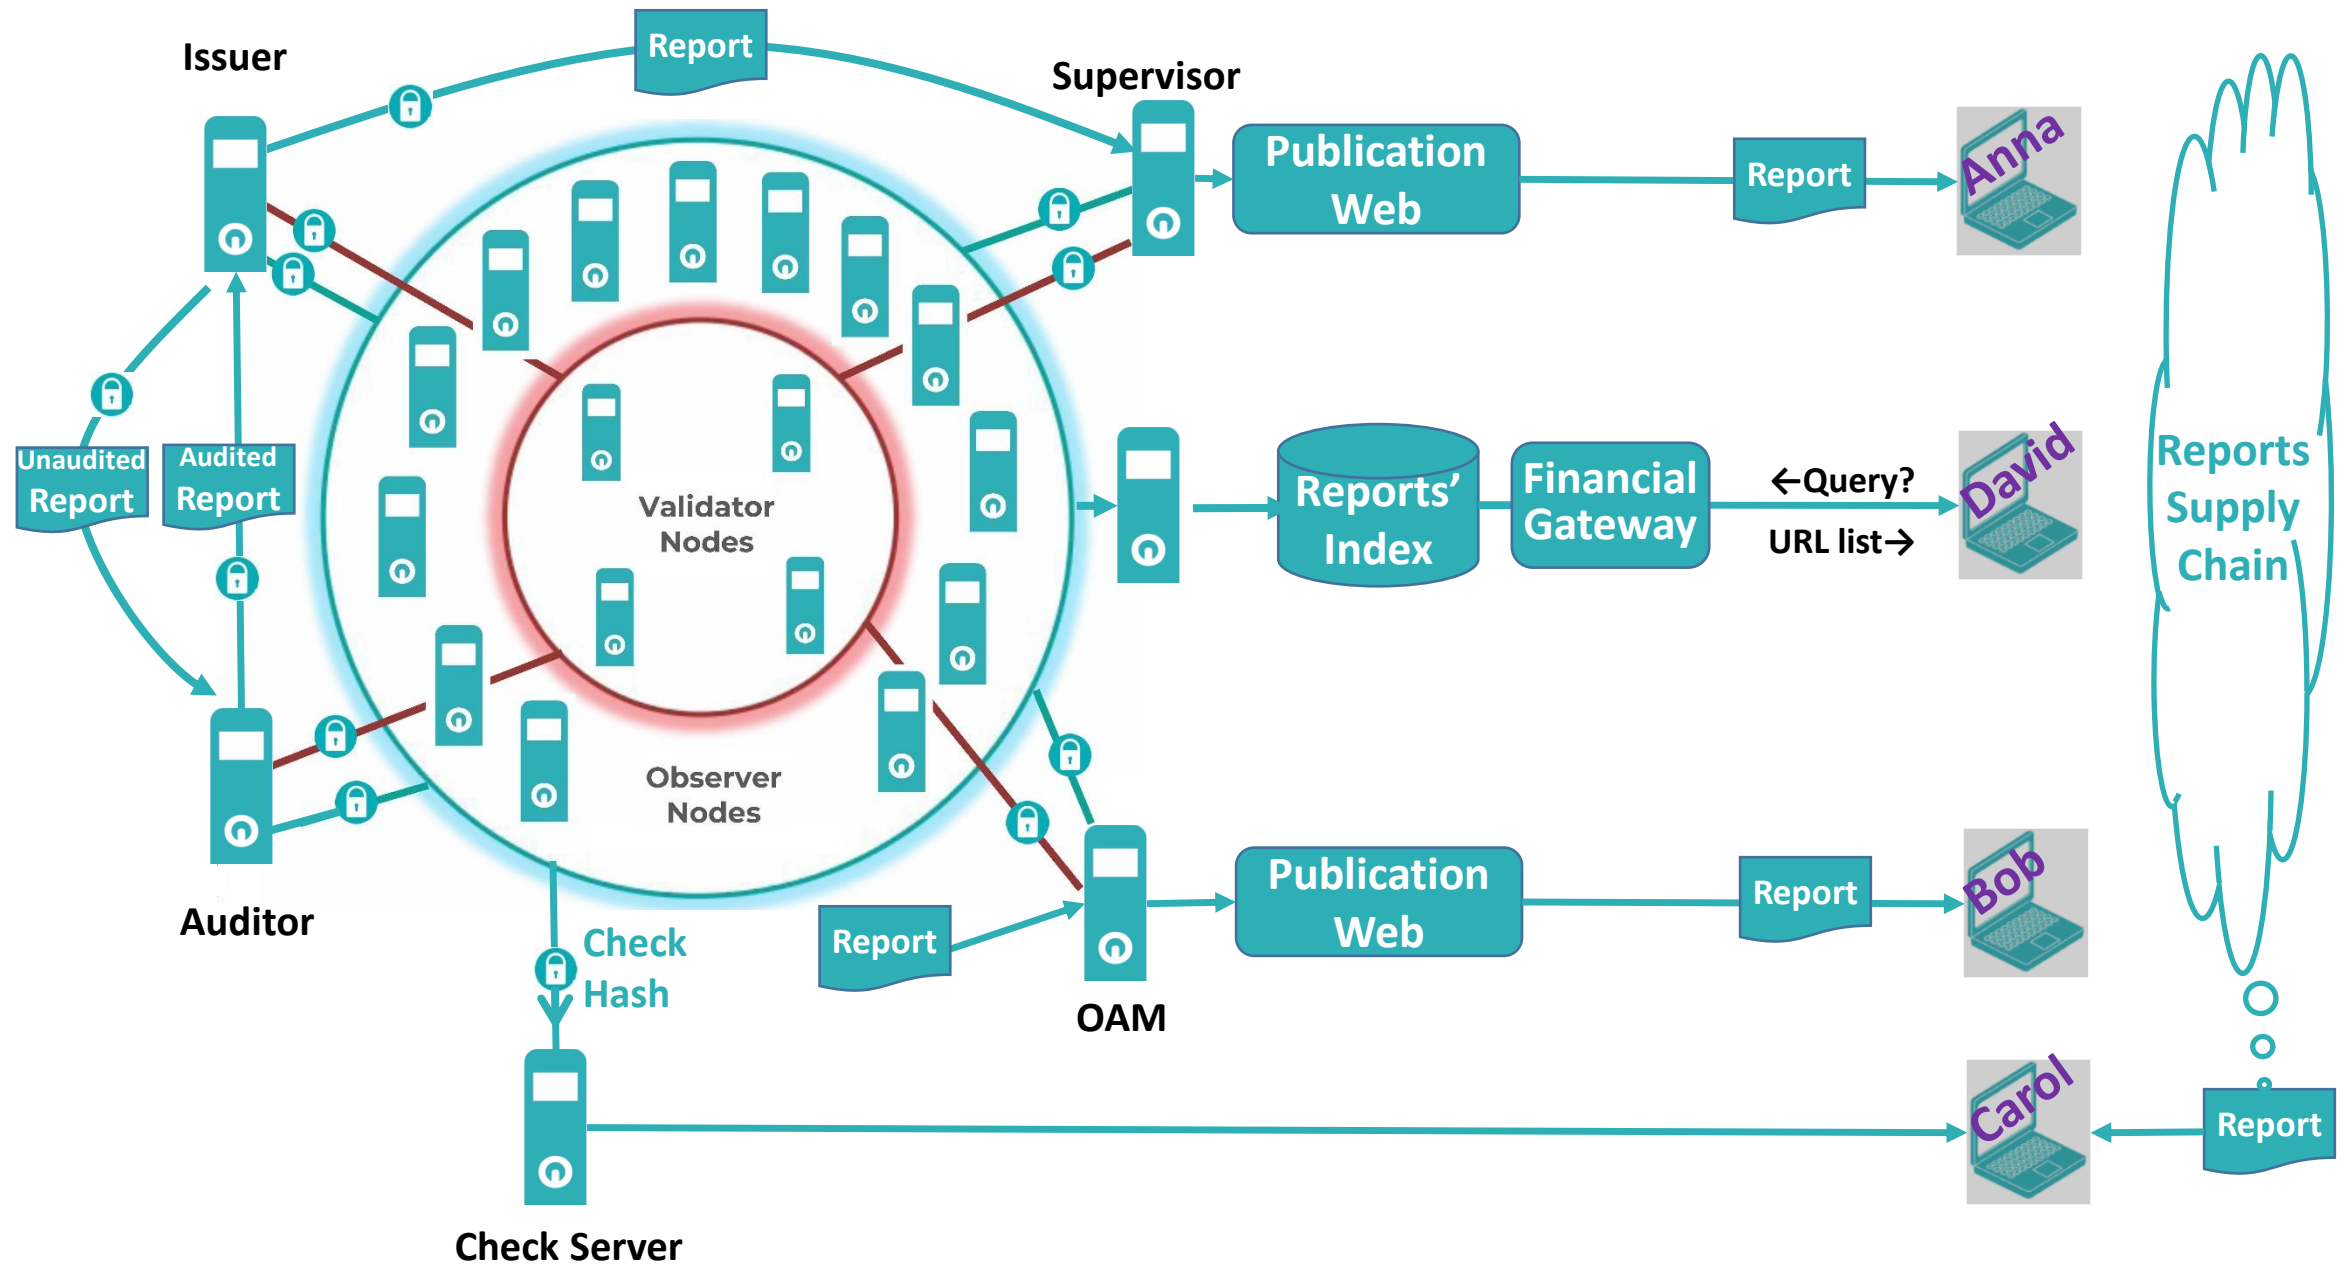 Issuer
Report
Supervisor
Publication
Web
Report
Anna
Unaudited
Report
Audited
Report
Validator
Nodes
Reports’
Index
Financial
Gateway
←Query?
URL list→
David
Reports
Supply
Chain
Observer
Nodes
Auditor
Check
Hash
Report
OAM
Publication
Web
Report
Bob
Carol
Report
Check Server